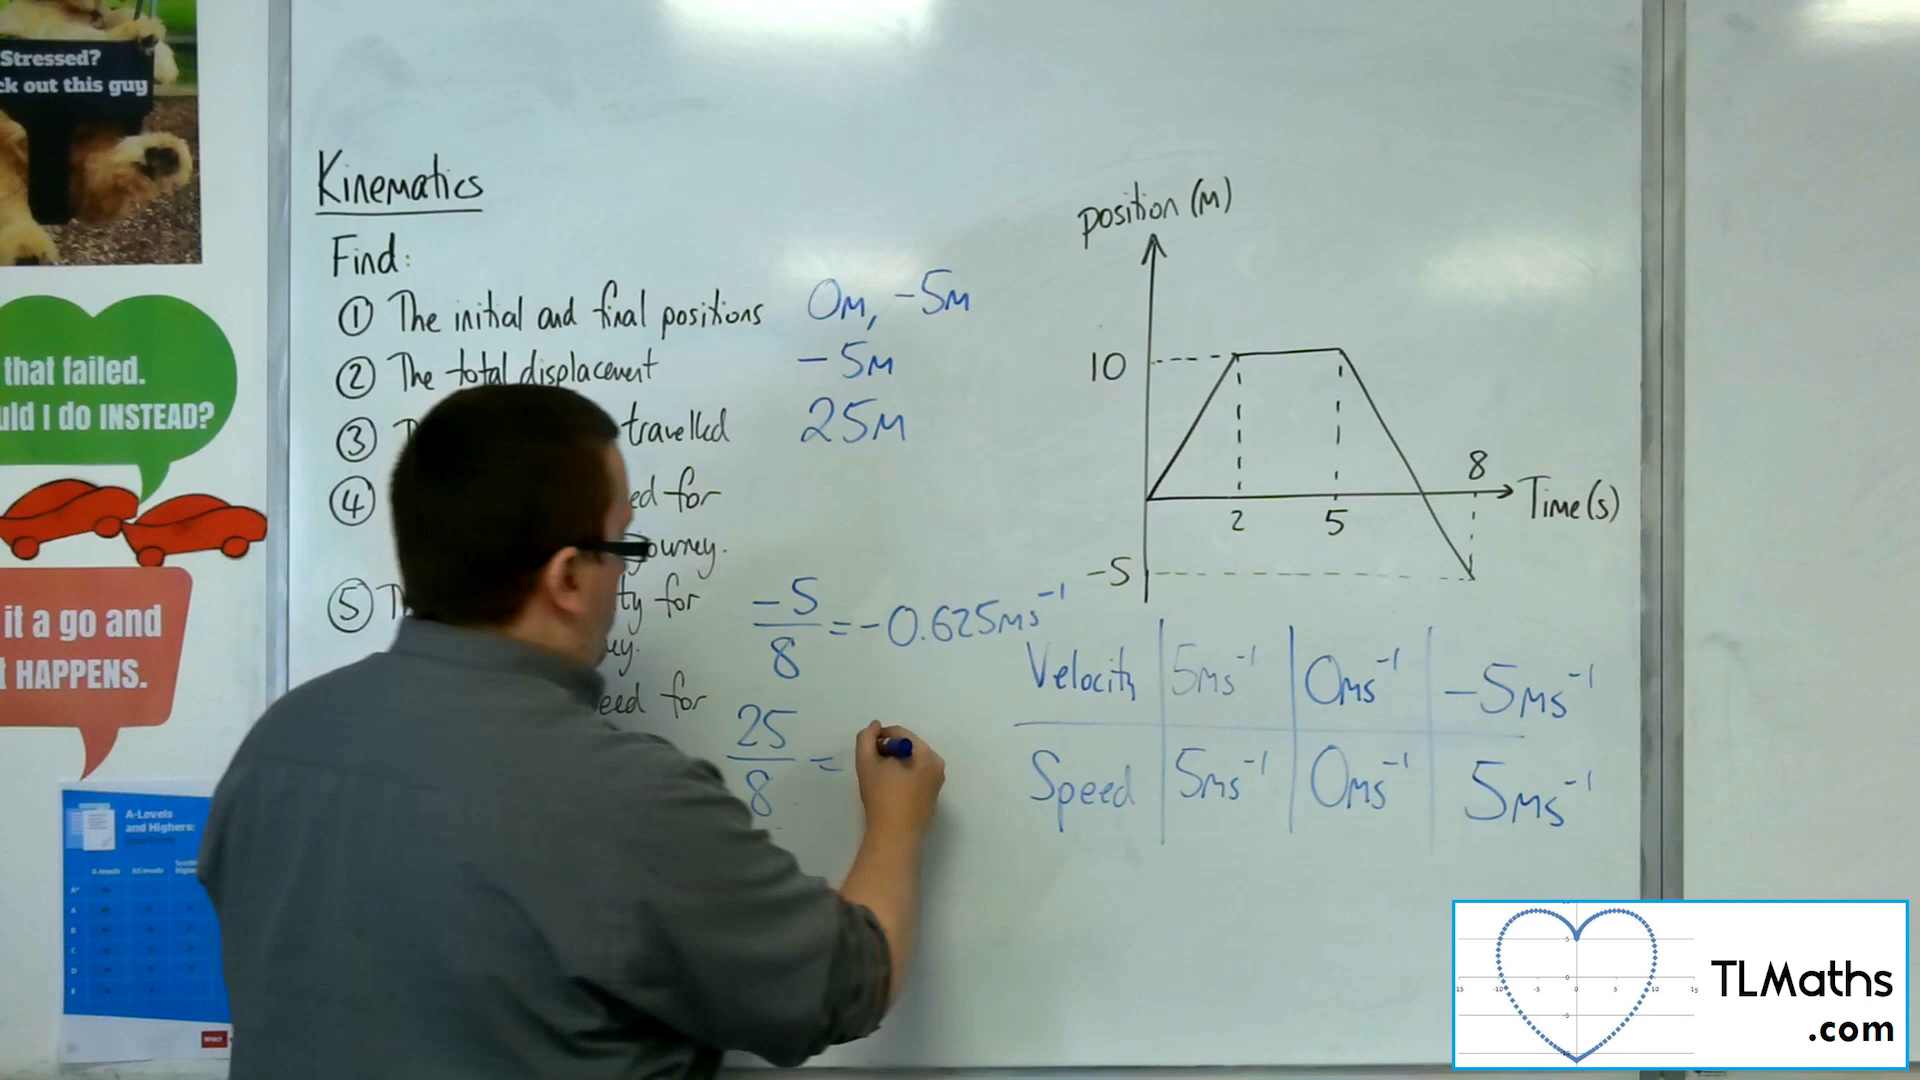 Stressed?
ck out this guy
that failed.
uld I do INSTEAD?
it a go and
HAPPENS.
A-Levels
and Highers:
Kinematics
Find:
① The initial and final positions 0m, -5m
② The total displacement -5m
③ travelled 25m
④ ed for
journey.
⑤ ty for -5/8 = -0.625ms⁻¹
ey.
eed for 25/8 =
position (m)
10
8
Time(s)
2 5
-5
Velocity 5ms⁻¹ 0ms⁻¹ -5ms⁻¹
Speed 5ms⁻¹ 0ms⁻¹ 5ms⁻¹
TLMaths
.com